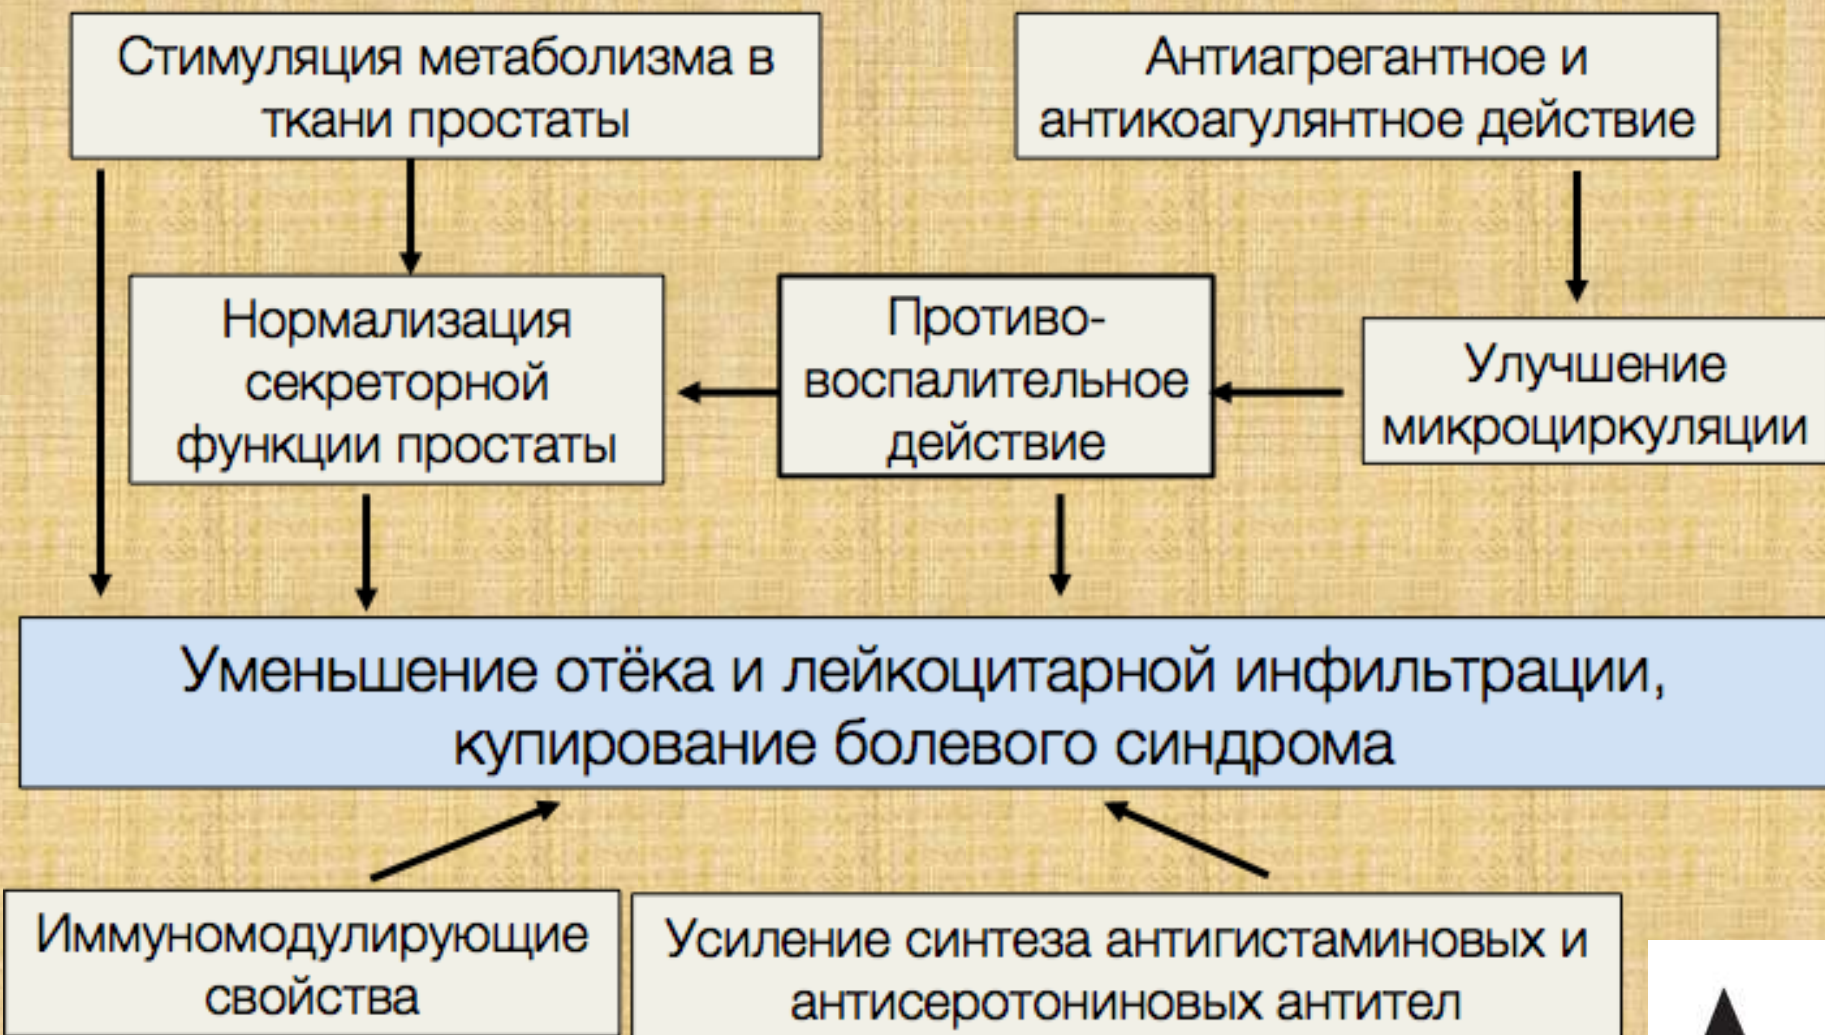 Стимуляция метаболизма в
ткани простаты
Антиагрегантное и
антикоагулянтное действие
Нормализация
секреторной
функции простаты
Противо-
воспалительное
действие
Улучшение
микроциркуляции
Уменьшение отёка и лейкоцитарной инфильтрации,
купирование болевого синдрома
Иммуномодулирующие
свойства
Усиление синтеза антигистаминовых и
антисеротониновых антител